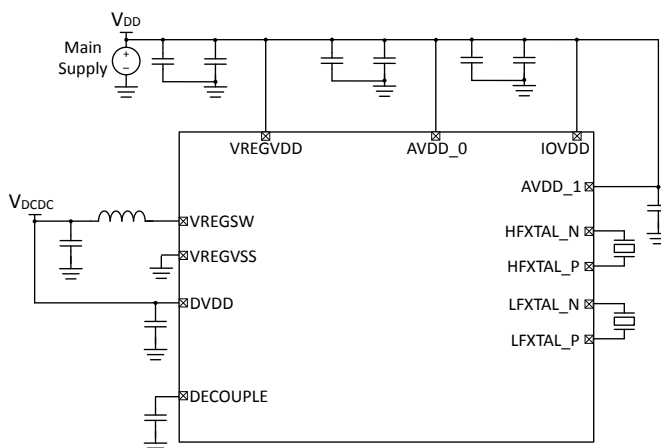 VDD
Main
Supply
+
−
VREGVDD
AVDD_0
IOVDD
AVDD_1
VDCDC
VREGSW
HFXTAL_N
VREGVSS
HFXTAL_P
DVDD
LFXTAL_N
LFXTAL_P
DECOUPLE